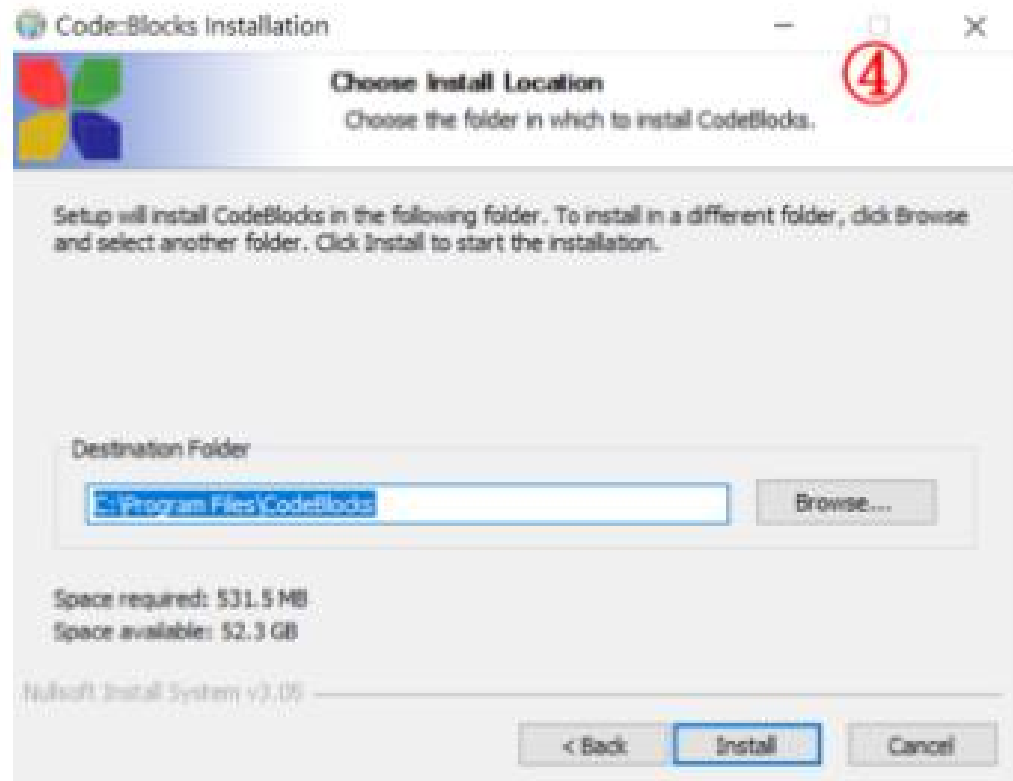 Code::Blocks Installation
④
Choose Install Location
Choose the folder in which to install CodeBlocks.
Setup will install CodeBlocks in the following folder. To install in a different folder, click Browse
and select another folder. Click Install to start the installation.
Destination Folder
C:\Program Files\CodeBlocks
Browse...
Space required: 531.5 MB
Space available: 52.3 GB
Nullsoft Install System v3.05
< Back Install Cancel